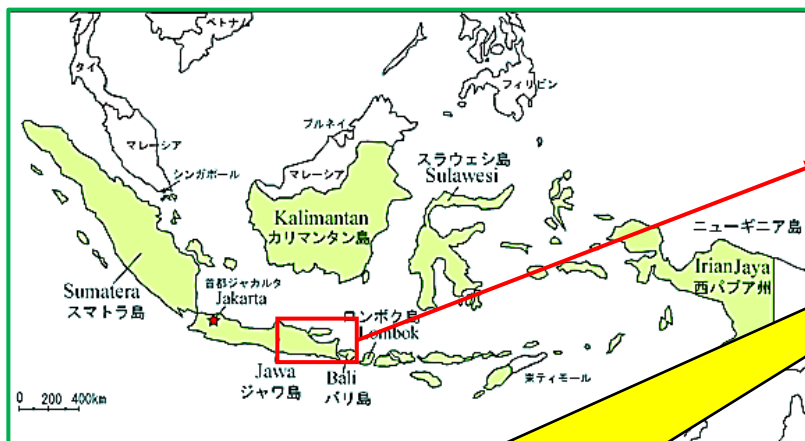 ベトナム
タイ
フィリピン
ブルネイ
マレーシア
スラウェシ島
Sulawesi
シンガポール
マレーシア
Kalimantan
カリマンタン島
ニューギニア島
IrianJaya
西パプア州
首都ジャカルタ
Jakarta
Sumatera
スマトラ島
ロンボク島
Lombok
Jawa
ジャワ島
Bali
バリ島
東ティモール
0 200 400km